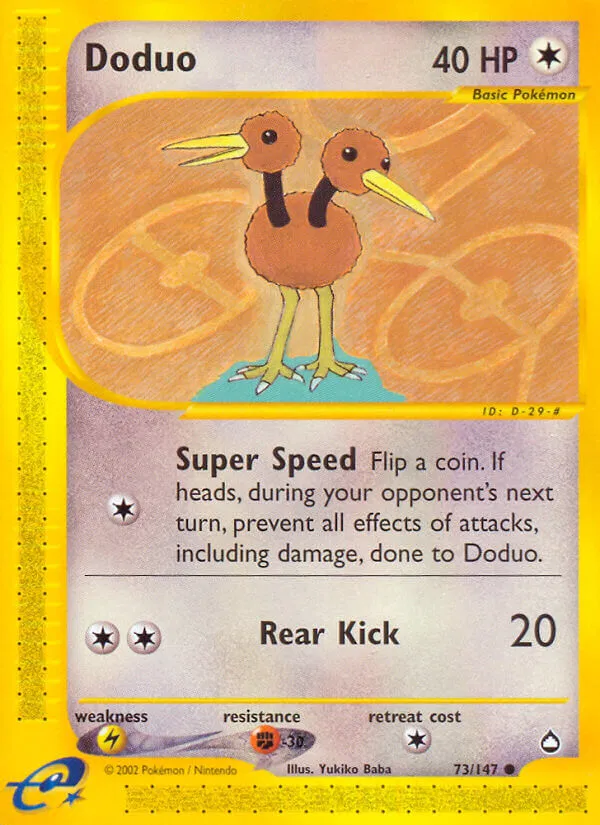 Doduo 40 HP
Basic Pokémon
ID: D-29-#
Super Speed Flip a coin. If
heads, during your opponent's next
turn, prevent all effects of attacks,
including damage, done to Doduo.
Rear Kick 20
weakness resistance retreat cost
-30
© 2002 Pokémon / Nintendo Illus. Yukiko Baba 73/147